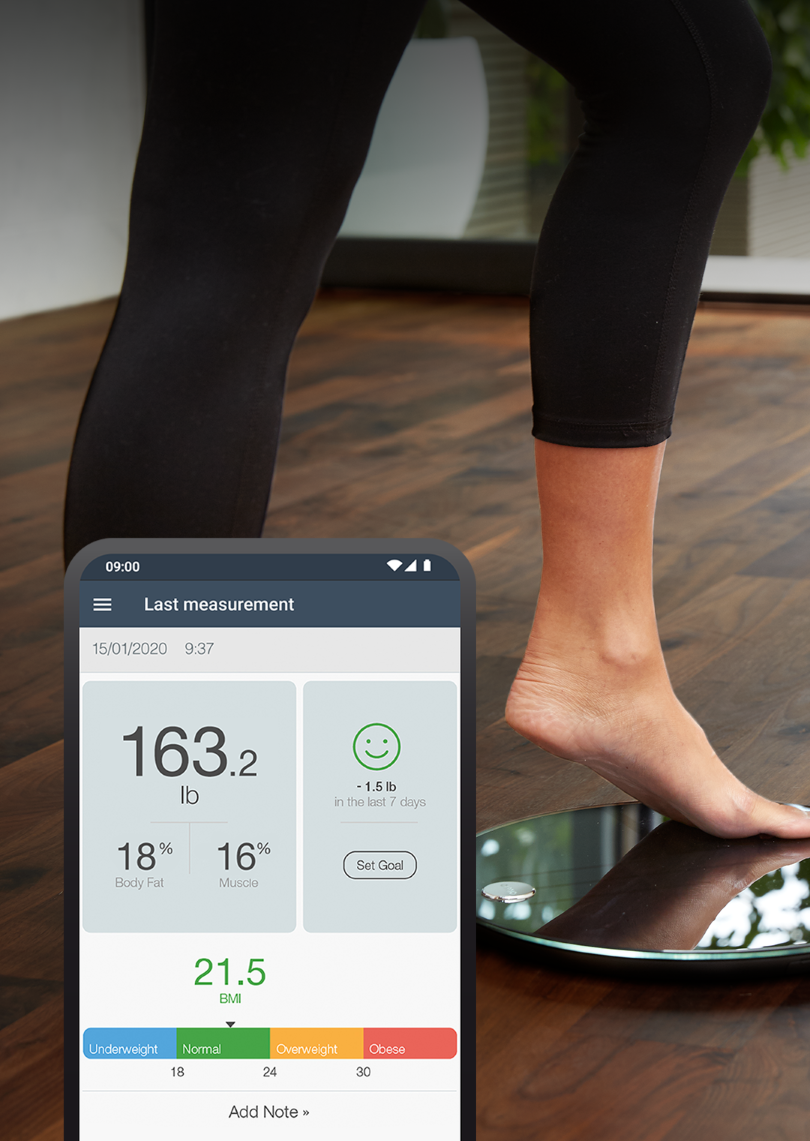 09:00
Last measurement
15/01/2020 9:37
163.2
lb
18% 16%
Body Fat Muscle
- 1.5 lb
in the last 7 days
Set Goal
21.5
BMI
Underweight Normal Overweight Obese
18 24 30
Add Note »